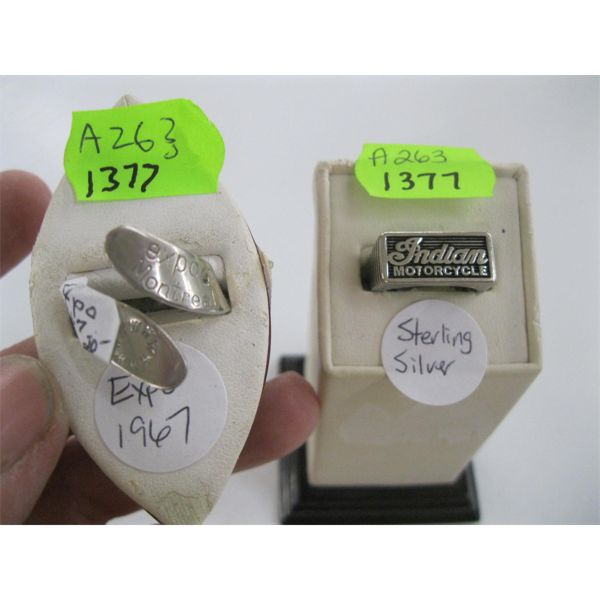 A263
1377
expo
Montreal
Expo
1967
A263
1377
Indian
MOTORCYCLE
Sterling
Silver